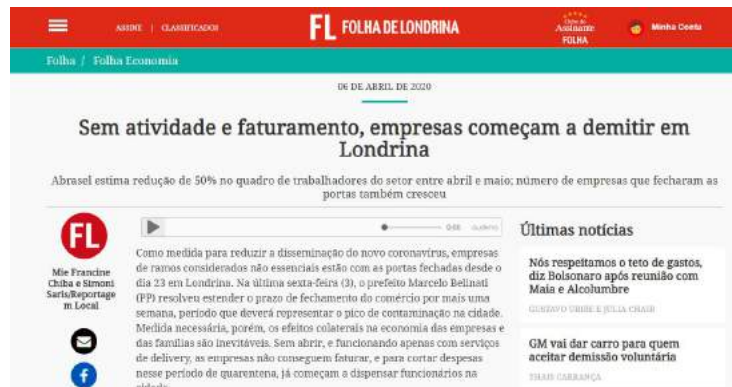 ASSINE | CLASSIFICADOS
FL FOLHA DE LONDRINA
Clube do
Assinante
FOLHA
Minha Conta
Folha / Folha Economia
06 DE ABRIL DE 2020
Sem atividade e faturamento, empresas começam a demitir em
Londrina
Abrasel estima redução de 50% no quadro de trabalhadores do setor entre abril e maio; número de empresas que fecharam as
portas também cresceu
FL
Mie Francine
Chiba e Simoni
Saris/Reportage
m Local
0:00
Como medida para reduzir a disseminação do novo coronavírus, empresas
de ramos considerados não essenciais estão com as portas fechadas desde o
dia 23 em Londrina. Na última sexta-feira (3), o prefeito Marcelo Belinati
(PP) resolveu estender o prazo de fechamento do comércio por mais uma
semana, período que deverá representar o pico de contaminação na cidade.
Medida necessária, porém, os efeitos colaterais na economia das empresas e
das famílias são inevitáveis. Sem abrir, e funcionando apenas com serviços
de delivery, as empresas não conseguem faturar, e para cortar despesas
nesse período de quarentena, já começam a dispensar funcionários na
Últimas notícias
Nós respeitamos o teto de gastos,
diz Bolsonaro após reunião com
Maia e Alcolumbre
GUSTAVO URIBE E JULIA CHAIB
GM vai dar carro para quem
aceitar demissão voluntária
THAIS CARRANÇA